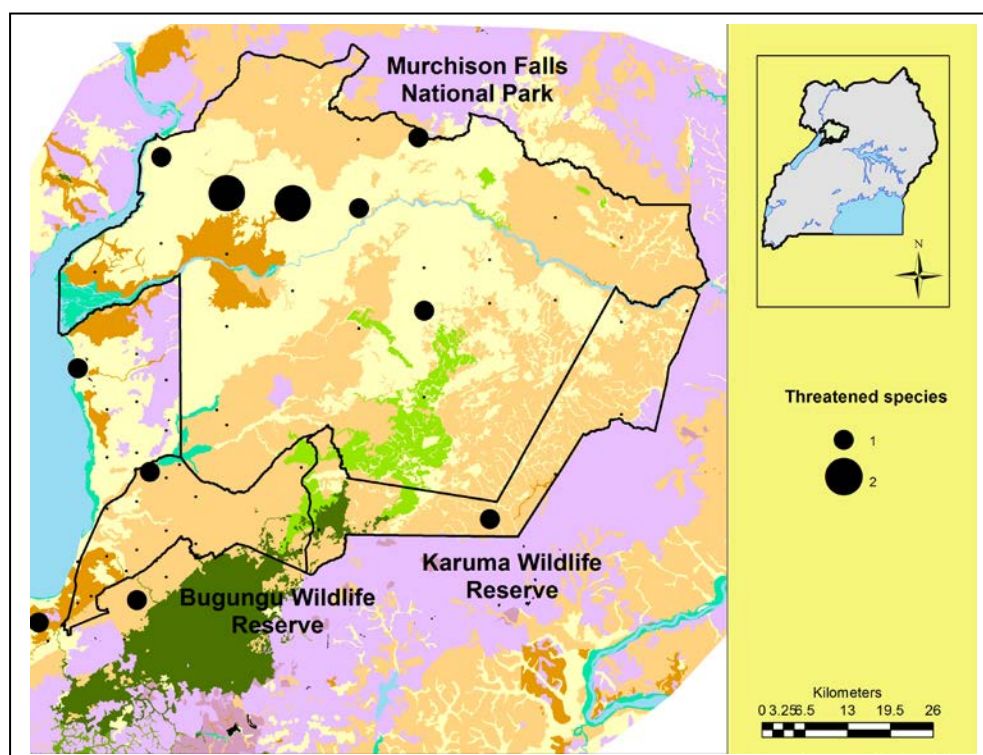 Murchison Falls
National Park
N
Threatened species
1
2
Karuma Wildlife
Reserve
Bugungu Wildlife
Reserve
Kilometers
0 3.25 6.5 13 19.5 26